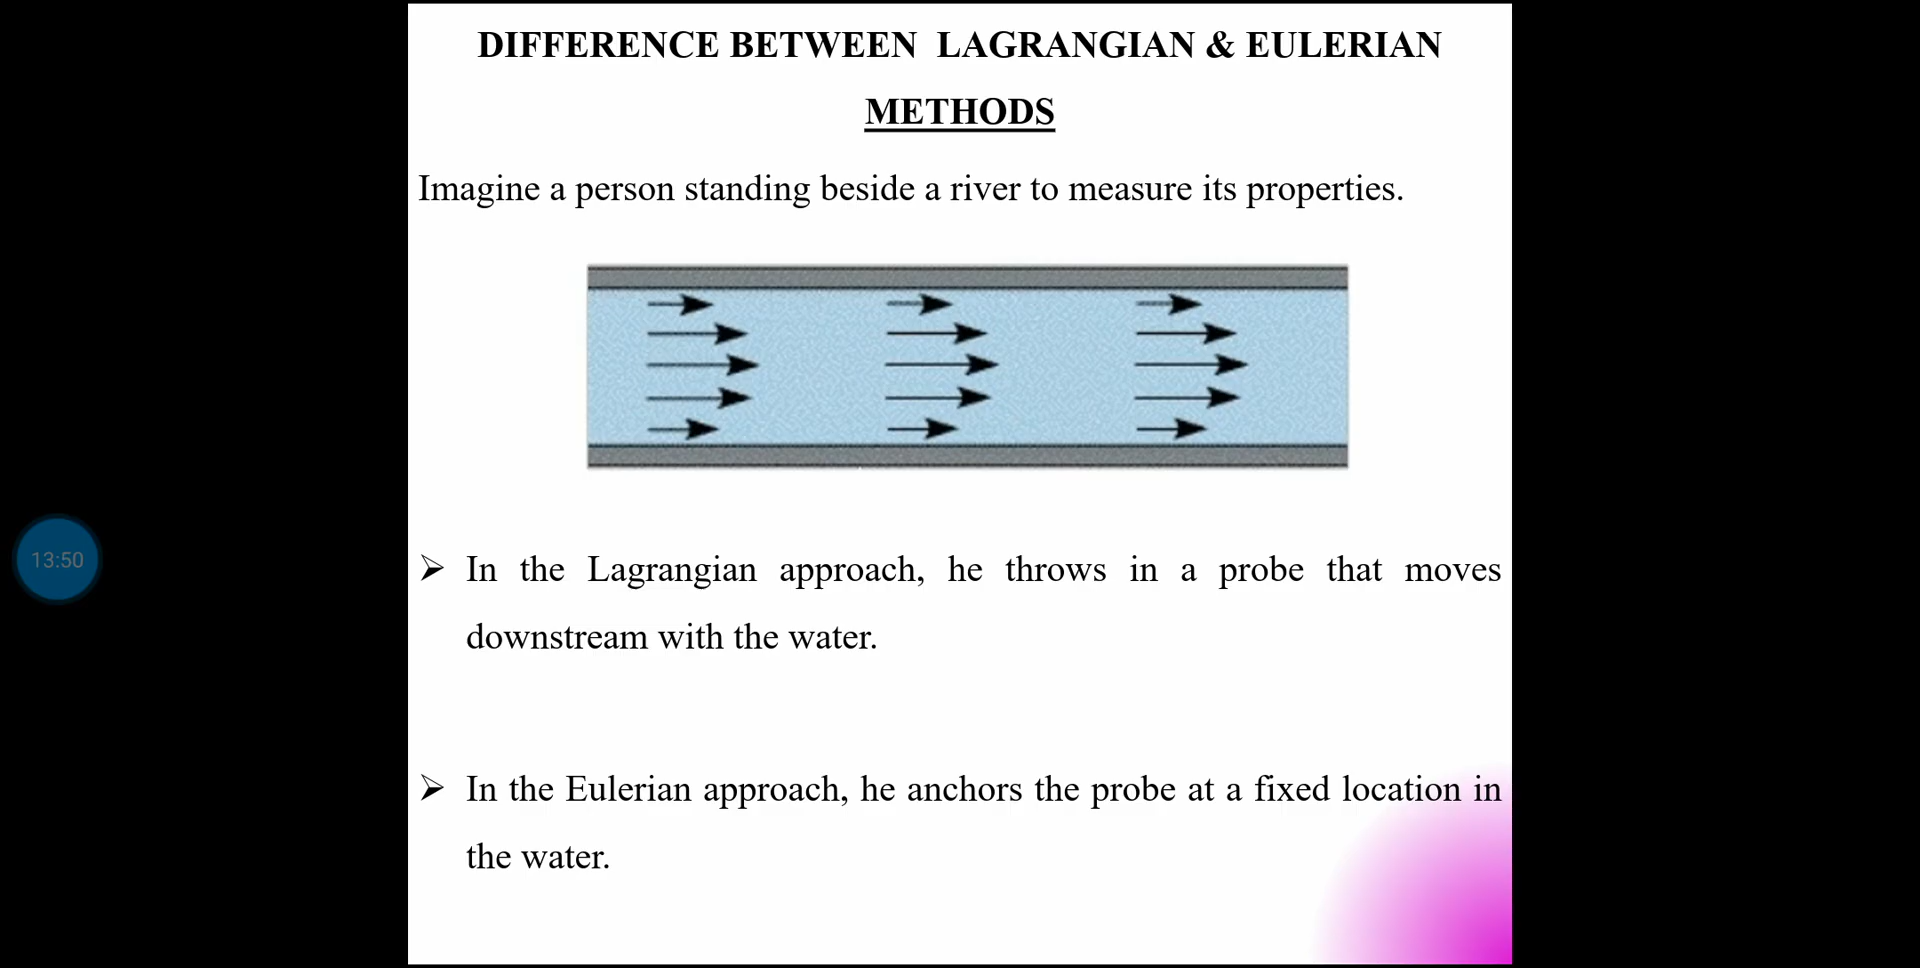 DIFFERENCE BETWEEN LAGRANGIAN & EULERIAN
METHODS
Imagine a person standing beside a river to measure its properties.
➢ In the Lagrangian approach, he throws in a probe that moves
downstream with the water.
13:50
➢ In the Eulerian approach, he anchors the probe at a fixed location in
the water.